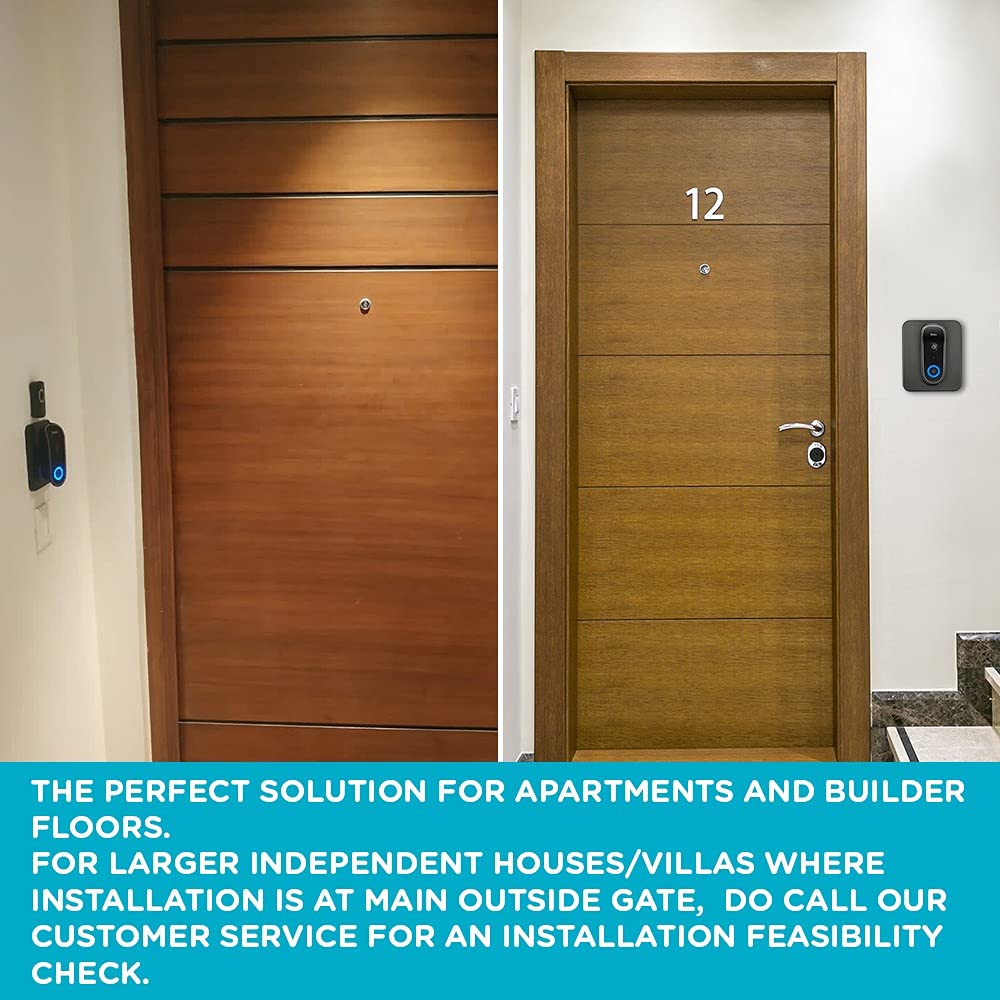 12
THE PERFECT SOLUTION FOR APARTMENTS AND BUILDER
FLOORS.
FOR LARGER INDEPENDENT HOUSES/VILLAS WHERE
INSTALLATION IS AT MAIN OUTSIDE GATE,  DO CALL OUR
CUSTOMER SERVICE FOR AN INSTALLATION FEASIBILITY
CHECK.